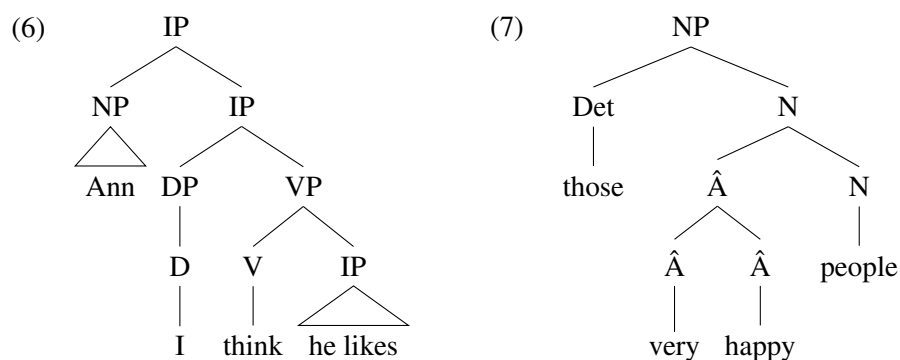 (6) IP (7) NP
NP IP Det N
Ann DP VP those Â N
D V IP Â Â people
I think he likes very happy